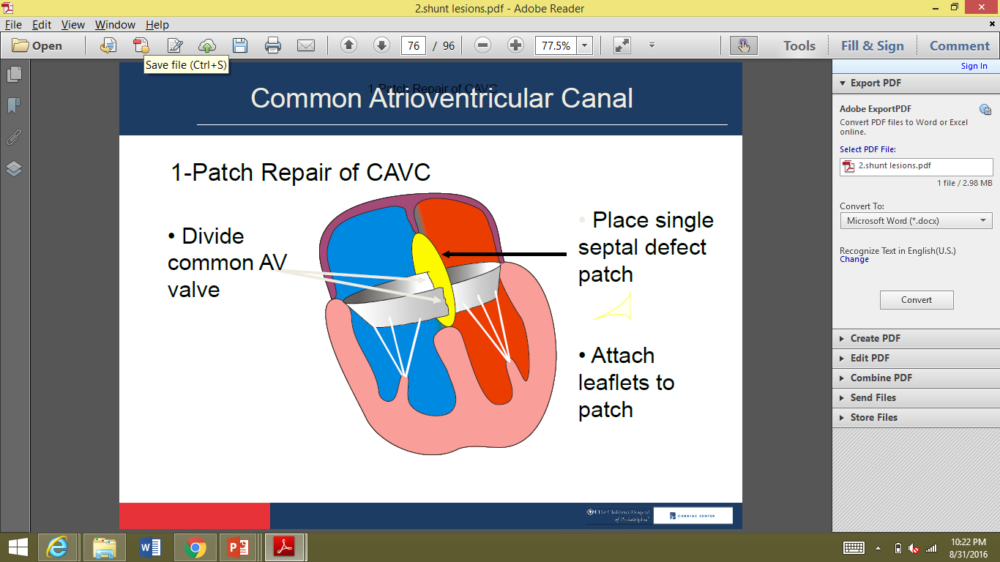 2.shunt lesions.pdf - Adobe Reader
File Edit View Window Help
Open
76 / 96
77.5%
Tools
Fill & Sign
Comment
Save file (Ctrl+S)
Sign In
1-Patch Repair of CAVC
Common Atrioventricular Canal
1-Patch Repair of CAVC
• Divide
common AV
valve
• Place single
septal defect
patch
• Attach
leaflets to
patch
The Children's Hospital
of Philadelphia
CARDIAC CENTER
Export PDF
Adobe ExportPDF
Convert PDF files to Word or Excel
online.
Select PDF File:
2.shunt lesions.pdf
1 file / 2.98 MB
Convert To:
Microsoft Word (*.docx)
Recognize Text in English(U.S.)
Change
Convert
Create PDF
Edit PDF
Combine PDF
Send Files
Store Files
10:22 PM
8/31/2016